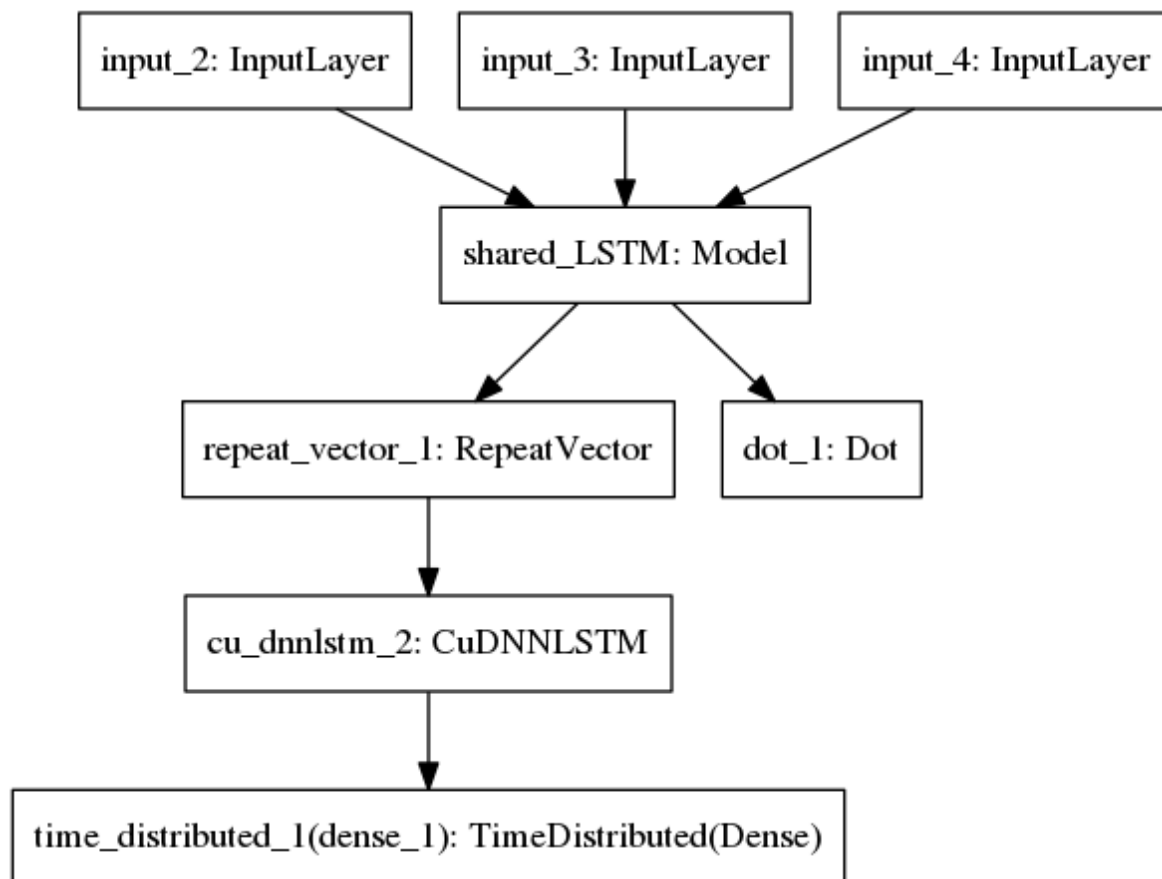 input_2: InputLayer
input_3: InputLayer
input_4: InputLayer
shared_LSTM: Model
repeat_vector_1: RepeatVector
dot_1: Dot
cu_dnnlstm_2: CuDNNLSTM
time_distributed_1(dense_1): TimeDistributed(Dense)